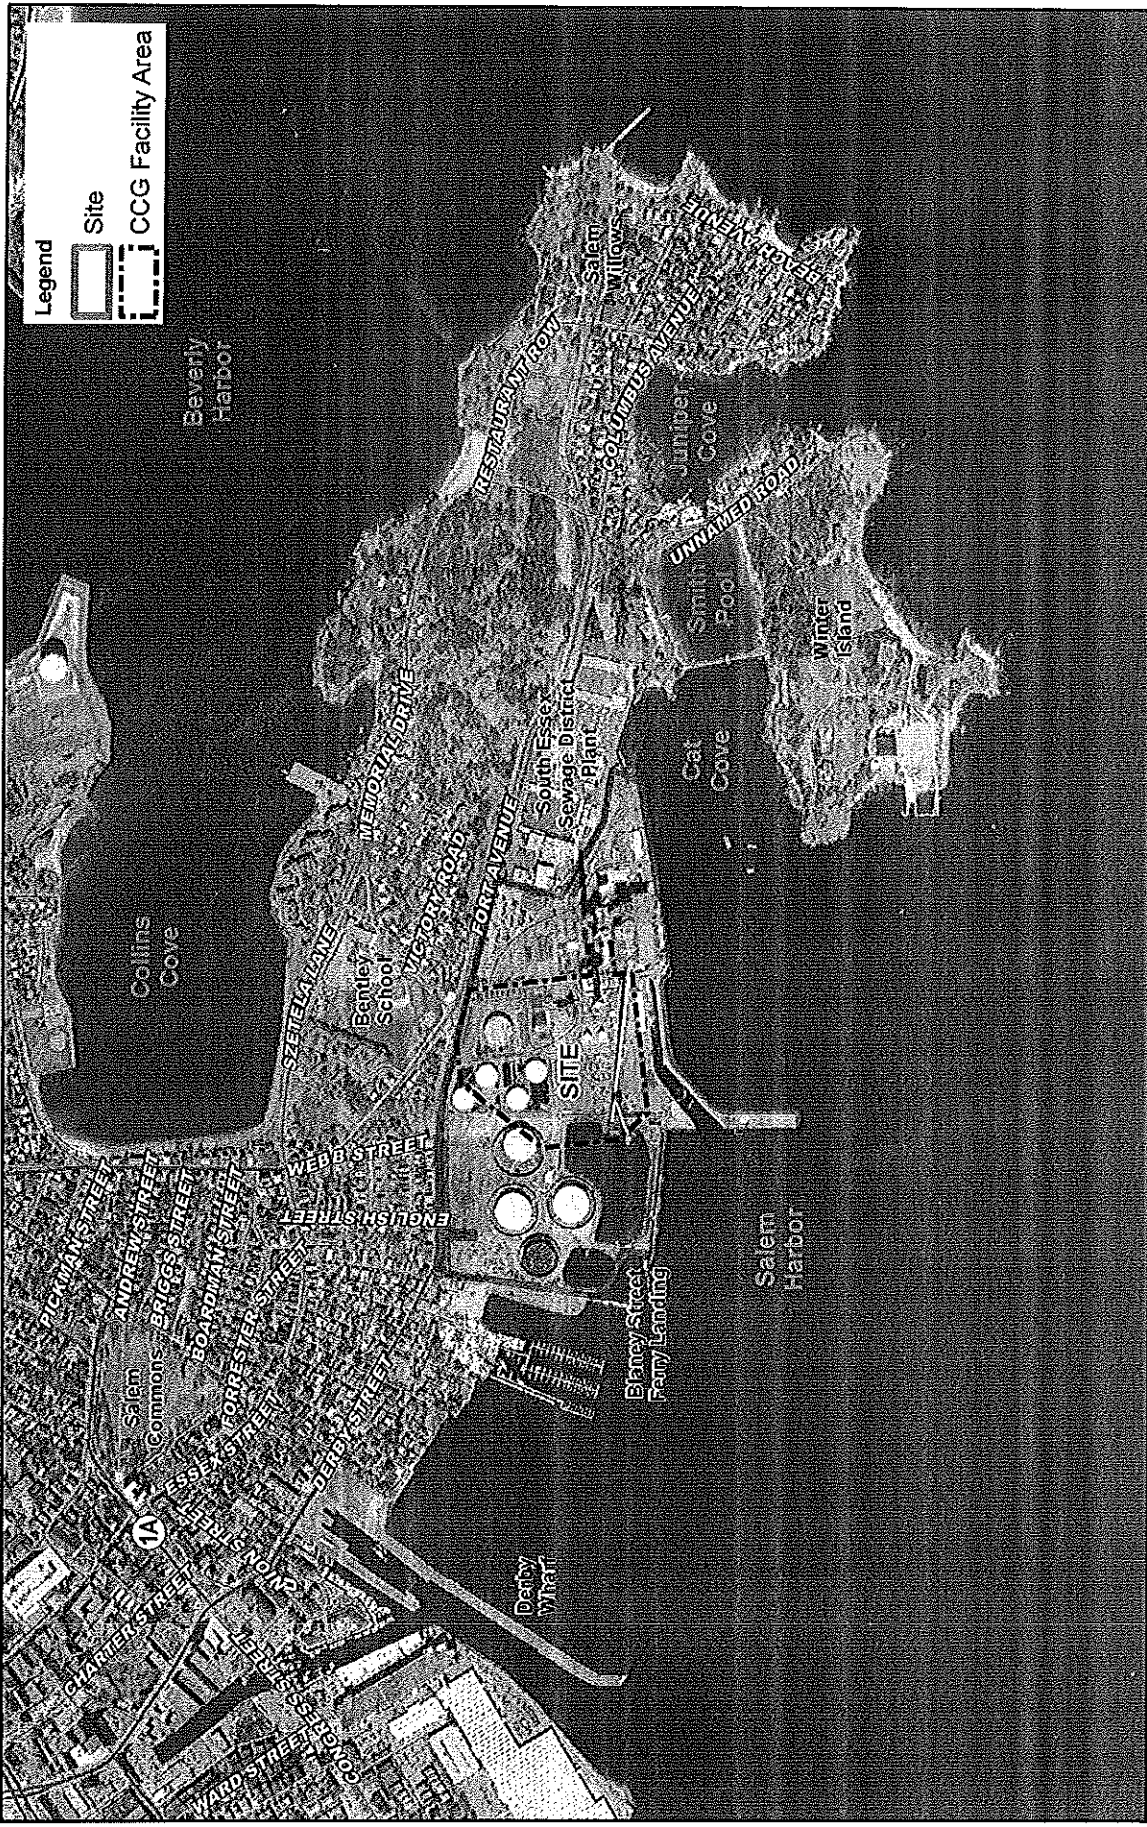 Legend
Site
CCG Facility Area
Beverly
Harbor
Collins
Cove
PICKMAN STREET
ANDREW STREET
BRIGGS STREET
BOARDMAN STREET
FORRESTER STREET
ESSEX STREET
DERBY STREET
UNION STREET
CHARTER STREET
WARD STREET
CONGRESS STREET
1A
Salem
Commons
WEBB STREET
ENGLISH STREET
SZETELA LANE
Bentley
School
MEMORIAL DRIVE
VICTORY ROAD
FORT AVENUE
RESTAURANT ROW
COLUMBUS AVENUE
BEACH AVENUE
Salem
Willows
South Essex
Sewage District
Plant
SITE
Juniper
Cove
UNNAMED ROAD
Smith
Pool
Cat
Cove
Winter
Island
Blaney Street
Ferry Landing
Derby
Wharf
Salem
Harbor